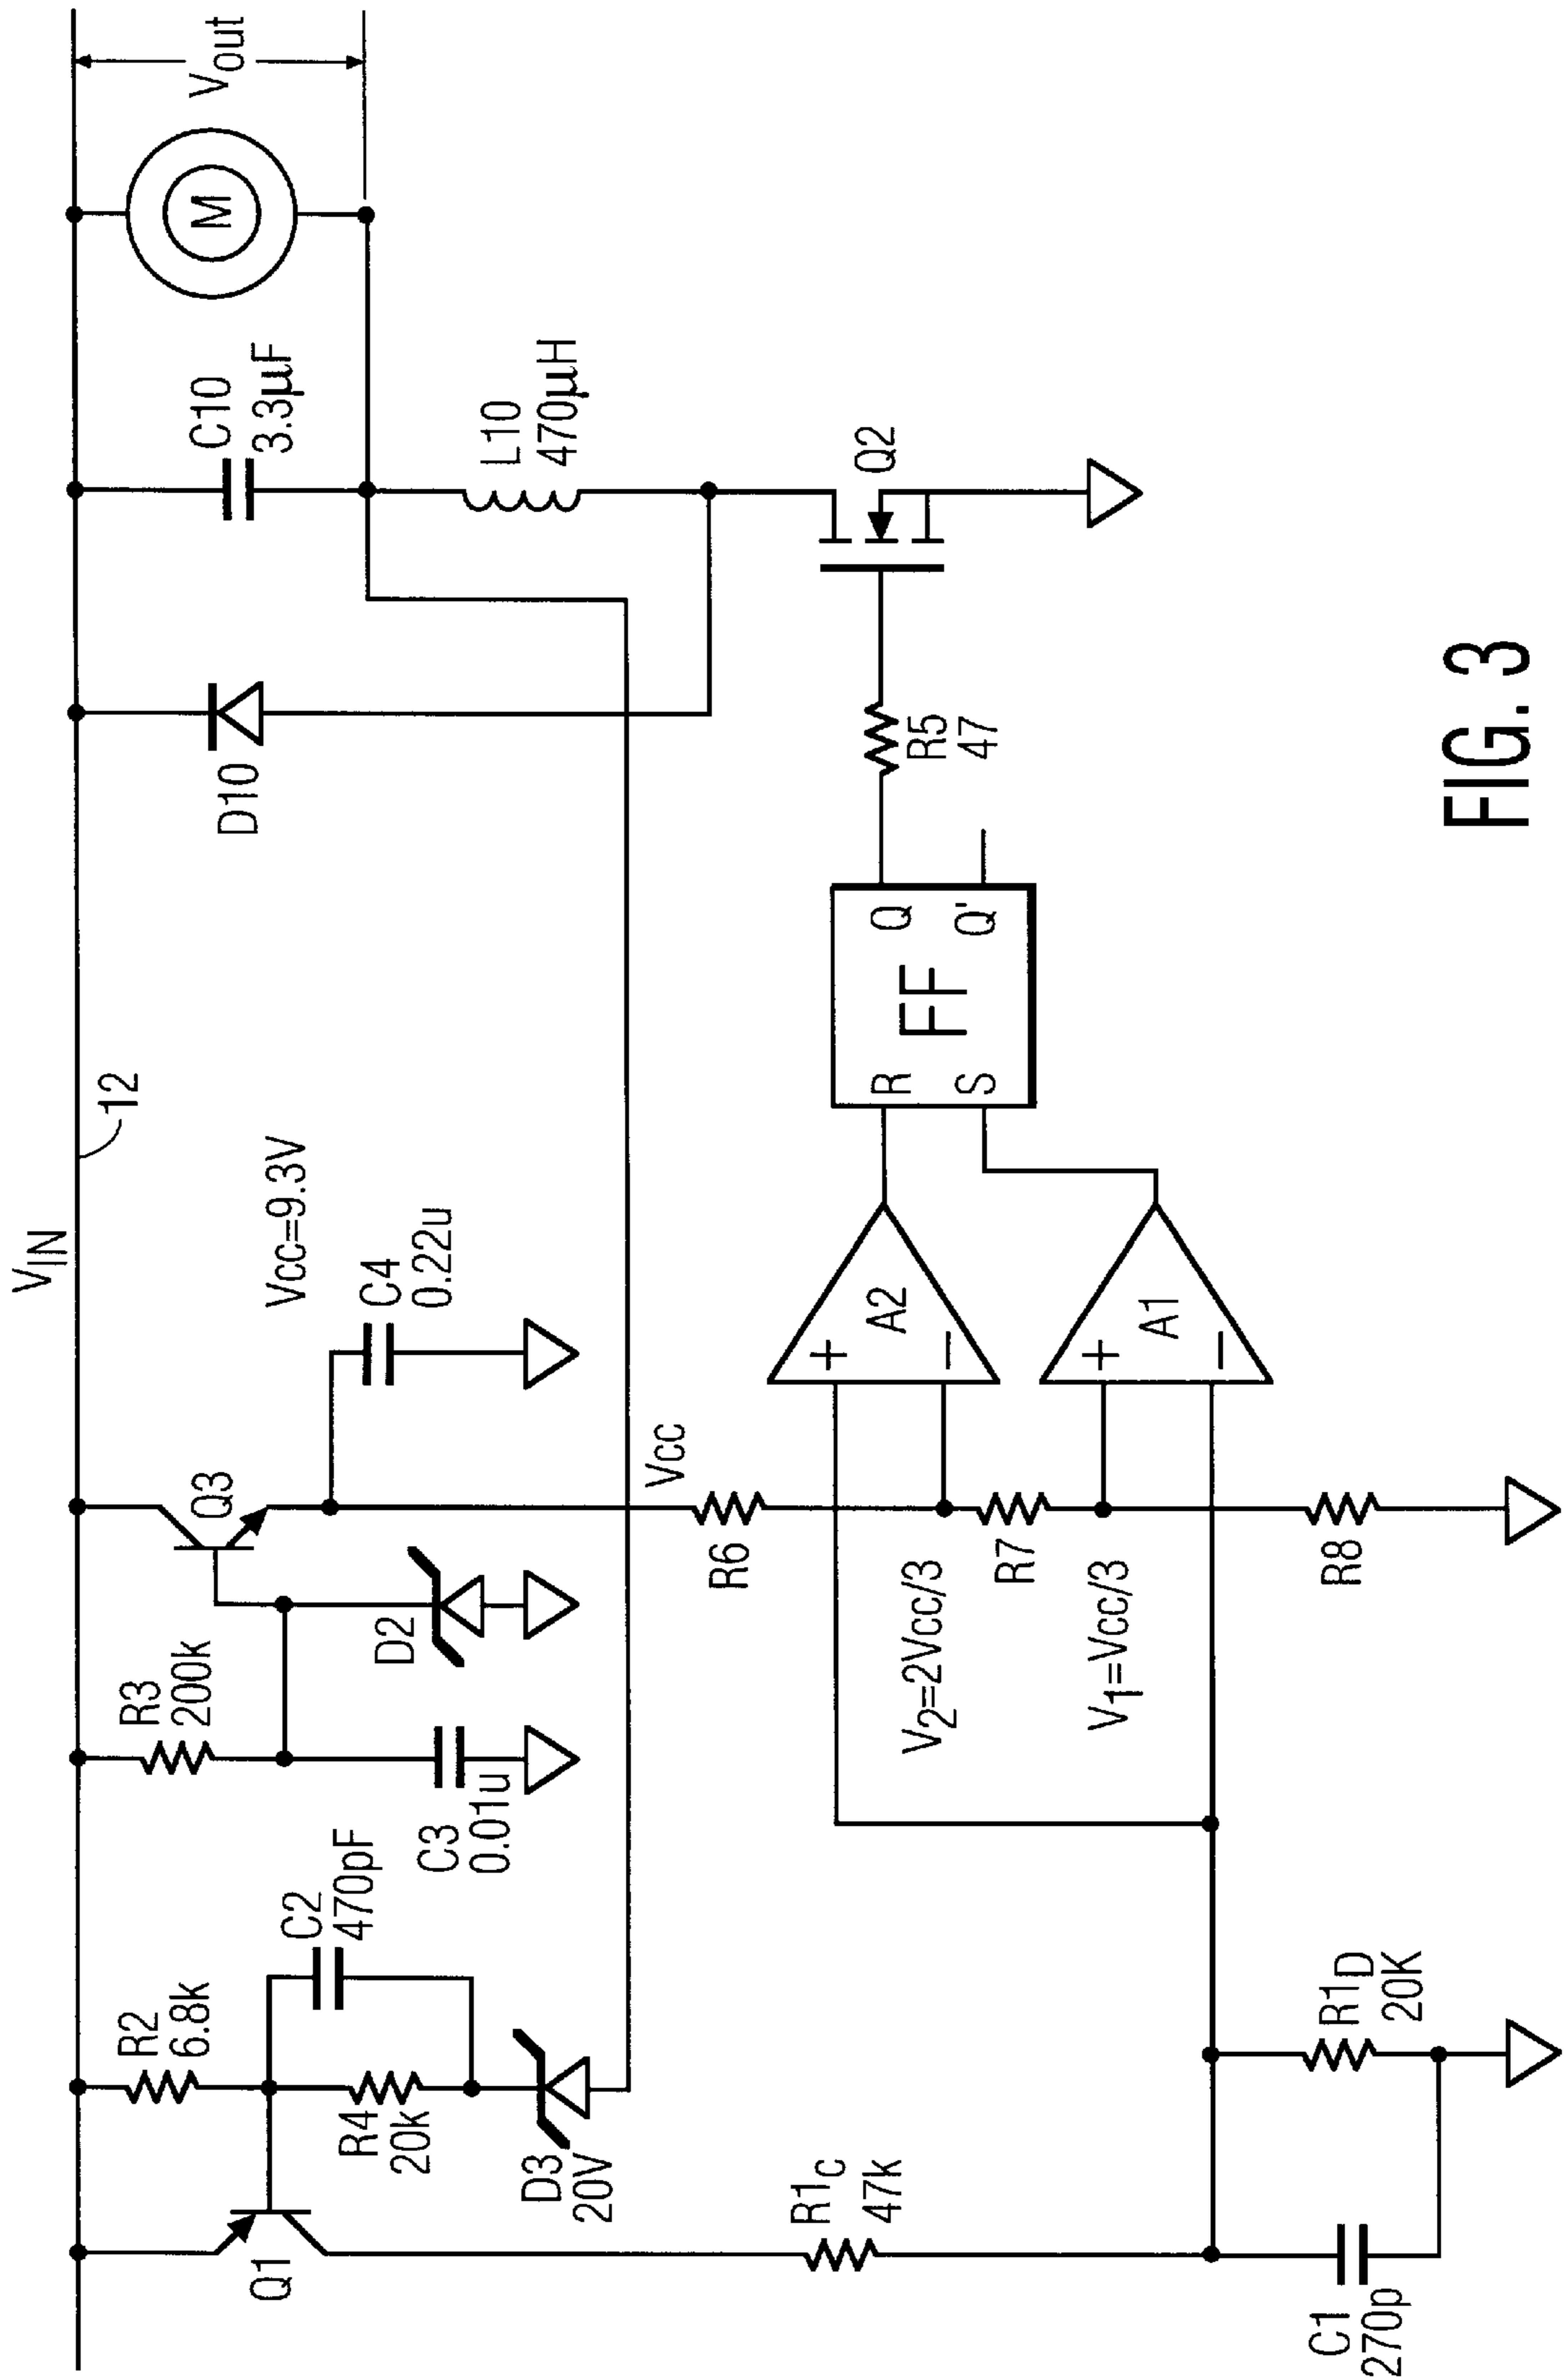 V_IN
12
Vout
M
C10
3.3μF
L10
470μH
D10
Q2
R5
47
FF
R
S
Q
Q'
Vcc=9.3V
C4
0.22u
Q3
D2
R3
200k
C3
0.01u
Vcc
R6
R7
R8
V2=2Vcc/3
V1=Vcc/3
A2
+
−
A1
+
−
R2
6.8k
C2
470pF
R4
20k
D3
20V
Q1
R1C
47k
R1D
20K
C1
270p
FIG. 3